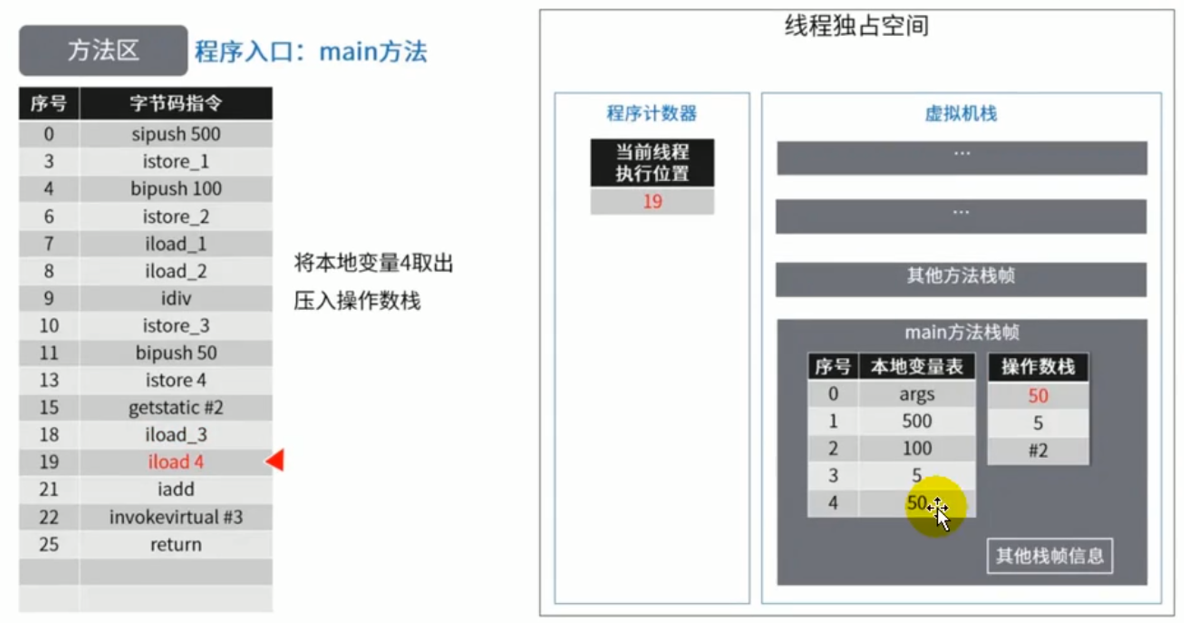 方法区 程序入口：main方法
序号 字节码指令
0 sipush 500
3 istore_1
4 bipush 100
6 istore_2
7 iload_1
8 iload_2
9 idiv
10 istore_3
11 bipush 50
13 istore 4
15 getstatic #2
18 iload_3
19 iload 4
21 iadd
22 invokevirtual #3
25 return
将本地变量4取出
压入操作数栈
线程独占空间
程序计数器
当前线程
执行位置
19
虚拟机栈
...
...
其他方法栈帧
main方法栈帧
序号 本地变量表
0 args
1 500
2 100
3 5
4 50
操作数栈
50
5
#2
其他栈帧信息